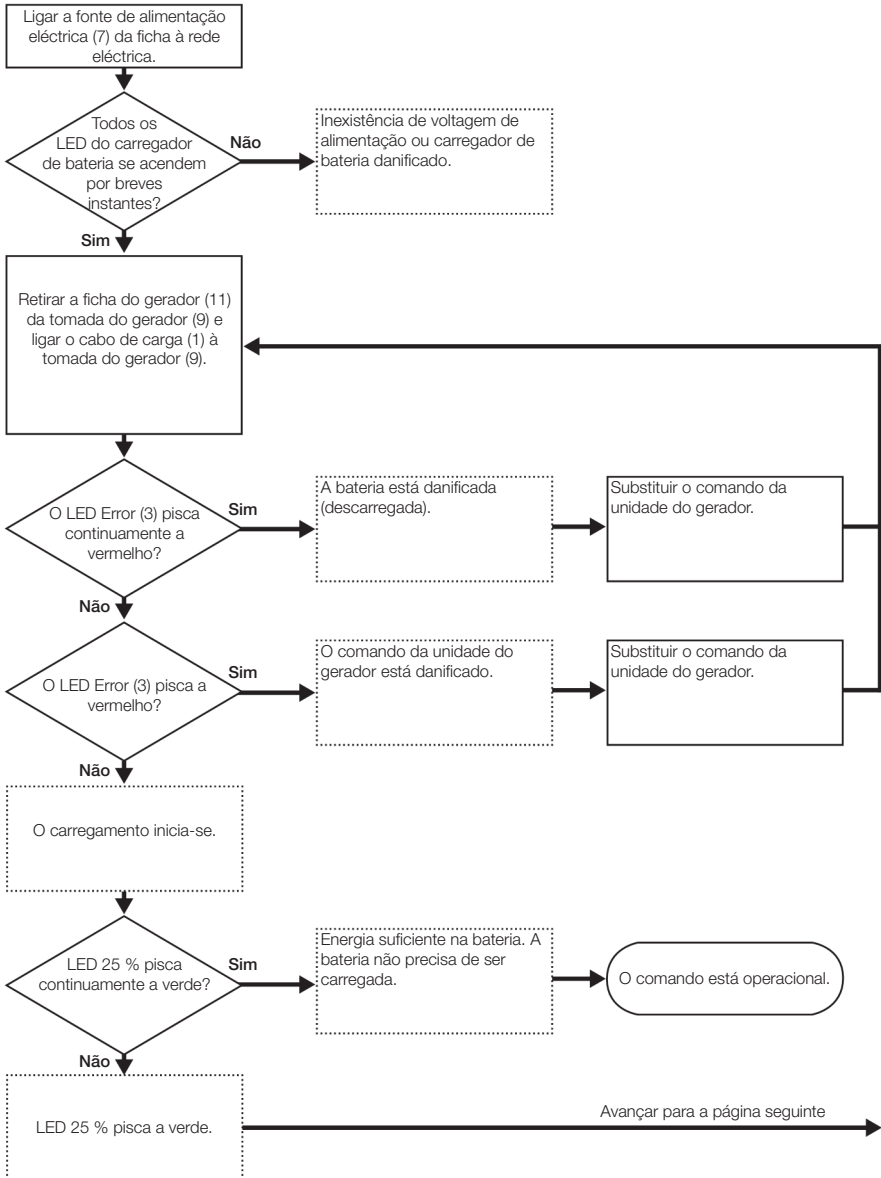 Ligar a fonte de alimentação
eléctrica (7) da ficha à rede
eléctrica.
Todos os
LED do carregador
de bateria se acendem
por breves
instantes?
Não
Inexistência de voltagem de
alimentação ou carregador de
bateria danificado.
Sim
Retirar a ficha do gerador (11)
da tomada do gerador (9) e
ligar o cabo de carga (1) à
tomada do gerador (9).
O LED Error (3) pisca
continuamente a
vermelho?
Sim
A bateria está danificada
(descarregada).
Substituir o comando da
unidade do gerador.
Não
O LED Error (3) pisca a
vermelho?
Sim
O comando da unidade do
gerador está danificado.
Substituir o comando da
unidade do gerador.
Não
O carregamento inicia-se.
LED 25 % pisca
continuamente a verde?
Sim
Energia suficiente na bateria. A
bateria não precisa de ser
carregada.
O comando está operacional.
Não
LED 25 % pisca a verde.
Avançar para a página seguinte